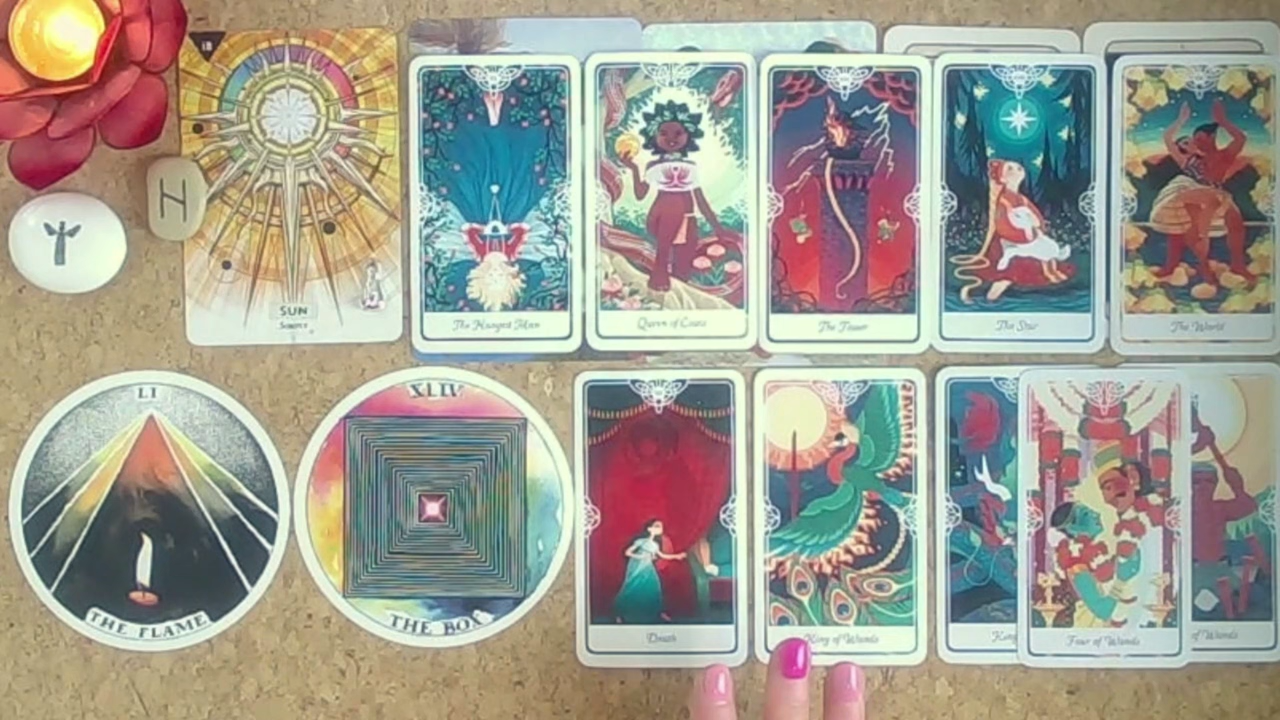 SUN
Source
The Hanged Man
Queen of Coins
The Tower
The Star
The World
LI
THE FLAME
XLIV
THE BOX
Death
King of Wands
King
Four of Wands
of Wands